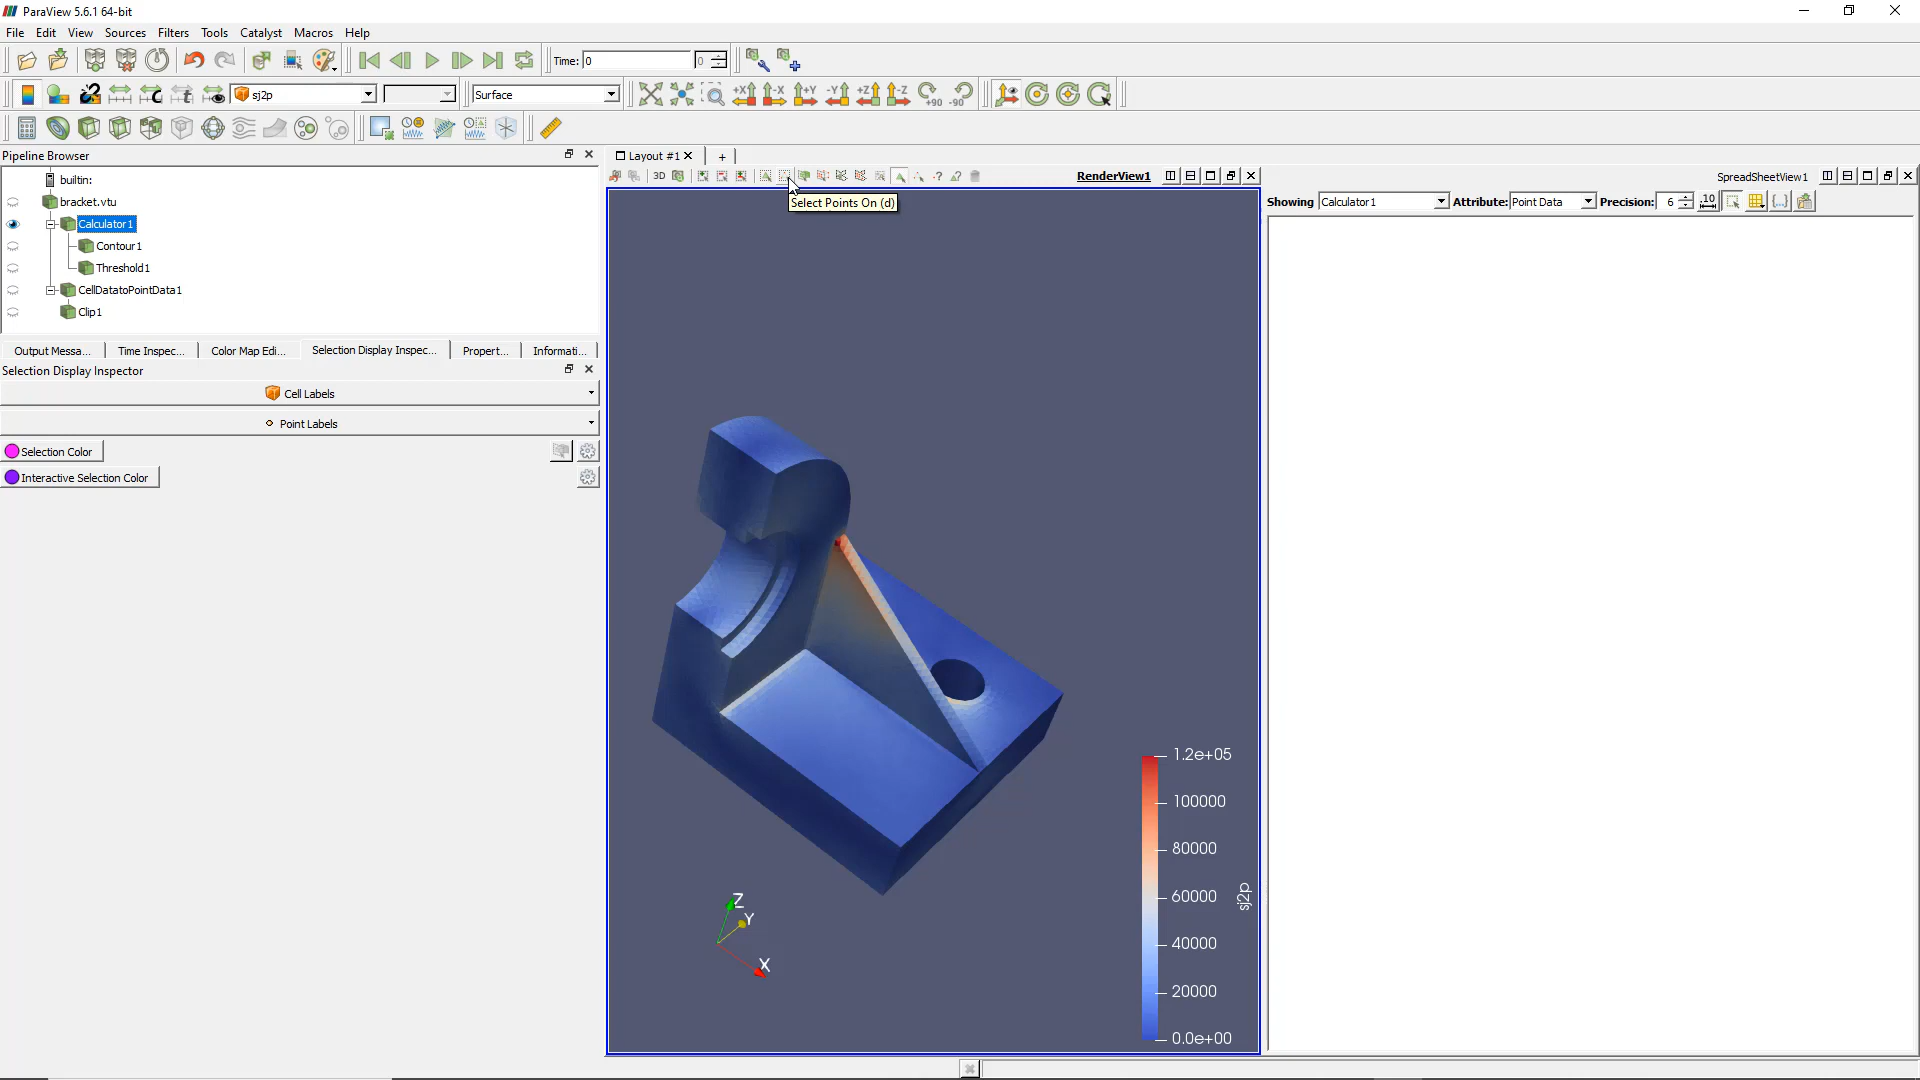 ParaView 5.6.1 64-bit
File Edit View Sources Filters Tools Catalyst Macros Help
Time: 0 0
sj2p Surface +X -X +Y -Y +Z -Z +90 -90
Pipeline Browser
Layout #1 +
builtin:
3D
RenderView1
SpreadSheetView1
bracket.vtu
Select Points On (d)
Showing Calculator1 Attribute: Point Data Precision: 6 .10
Calculator1
Contour1
Threshold1
CellDatatoPointData1
Clip1
Output Messa... Time Inspec... Color Map Edi... Selection Display Inspec... Propert... Informati...
Selection Display Inspector
Cell Labels
Point Labels
Selection Color
Interactive Selection Color
1.2e+05
100000
80000
60000
40000
20000
0.0e+00
sj2p
Z
Y
X